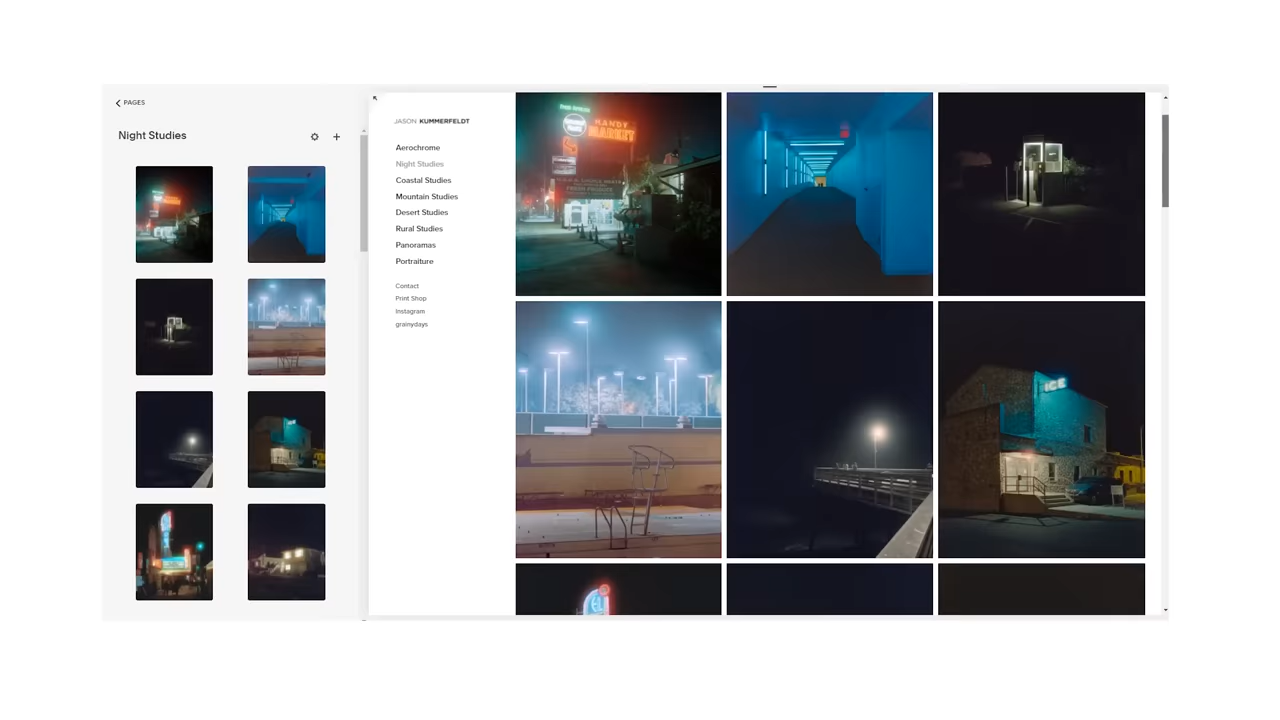 PAGES
Night Studies
JASON KUMMERFELDT
Aerochrome
Night Studies
Coastal Studies
Mountain Studies
Desert Studies
Rural Studies
Panoramas
Portraiture
Contact
Print Shop
Instagram
grainydays
HANDY
MARKET
FRESH PRODUCE
ICE